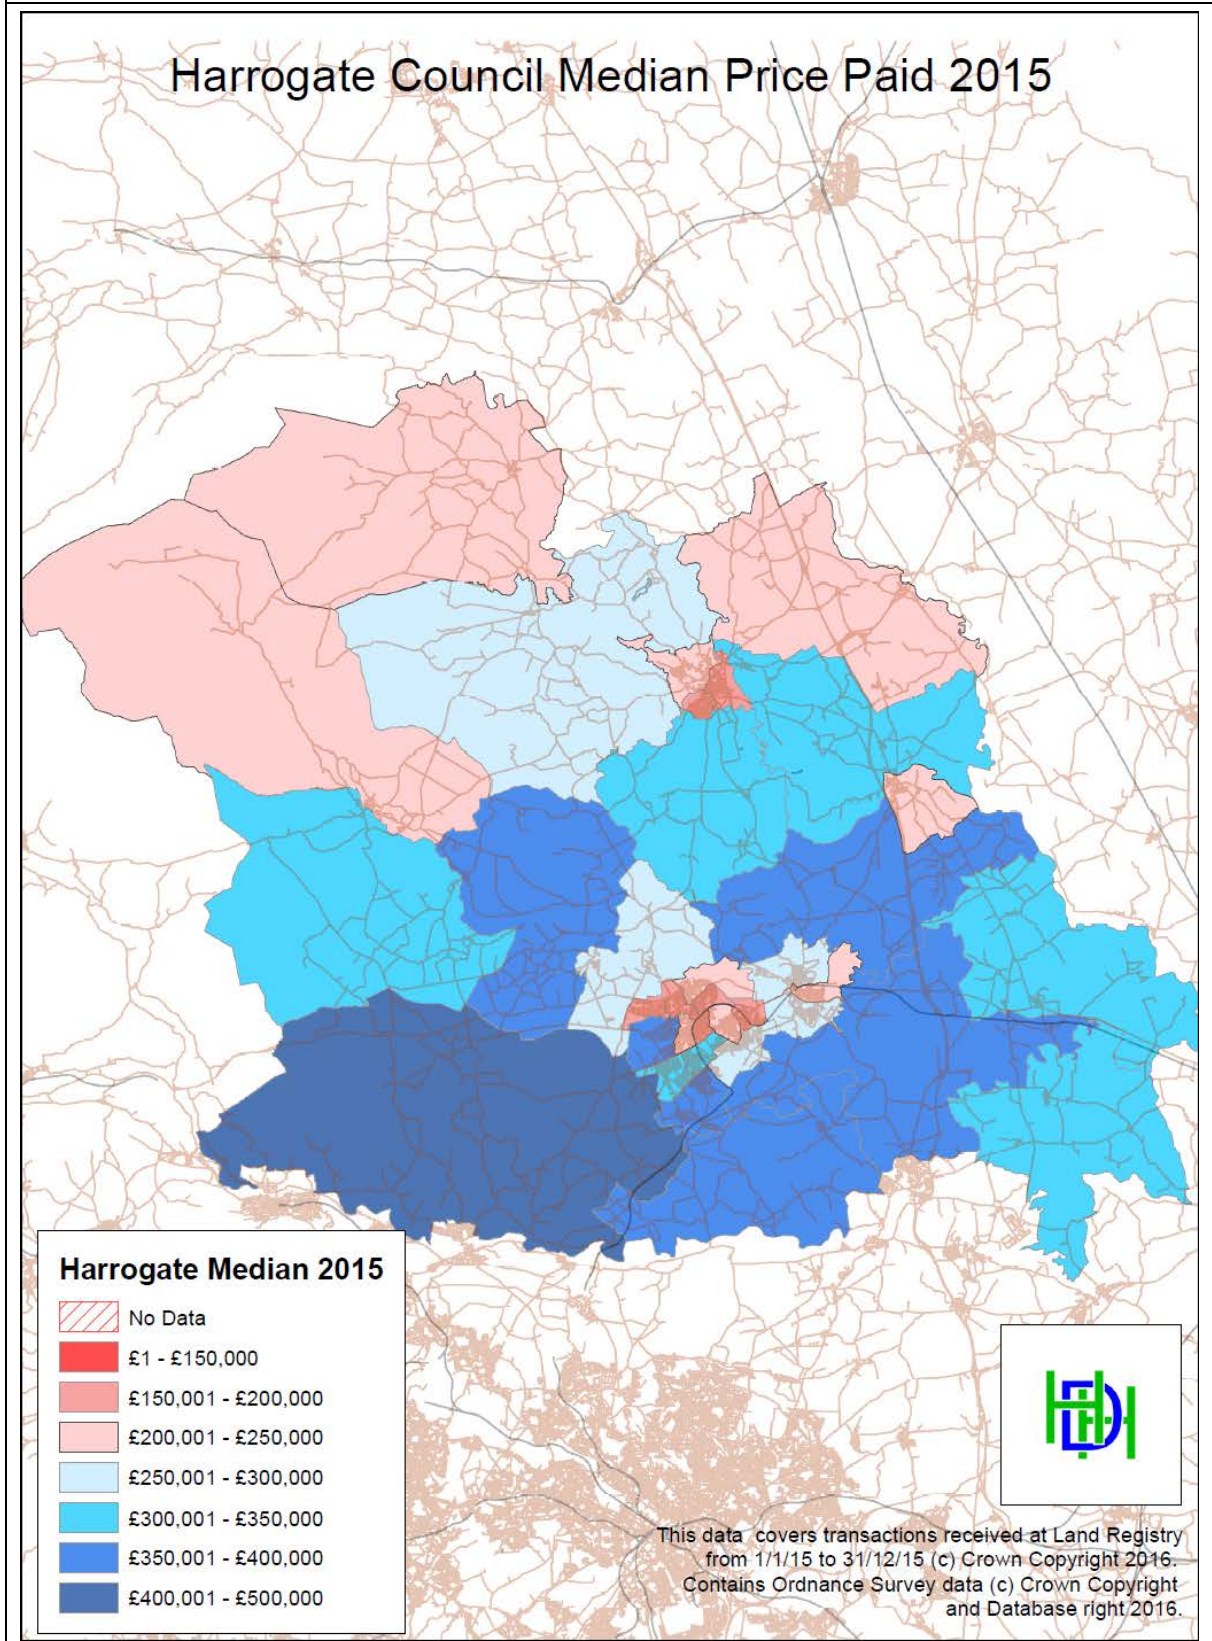 Harrogate Council Median Price Paid 2015
Harrogate Median 2015
No Data
£1 - £150,000
£150,001 - £200,000
£200,001 - £250,000
£250,001 - £300,000
£300,001 - £350,000
£350,001 - £400,000
£400,001 - £500,000
HDH
This data covers transactions received at Land Registry
from 1/1/15 to 31/12/15 (c) Crown Copyright 2016.
Contains Ordnance Survey data (c) Crown Copyright
and Database right 2016.